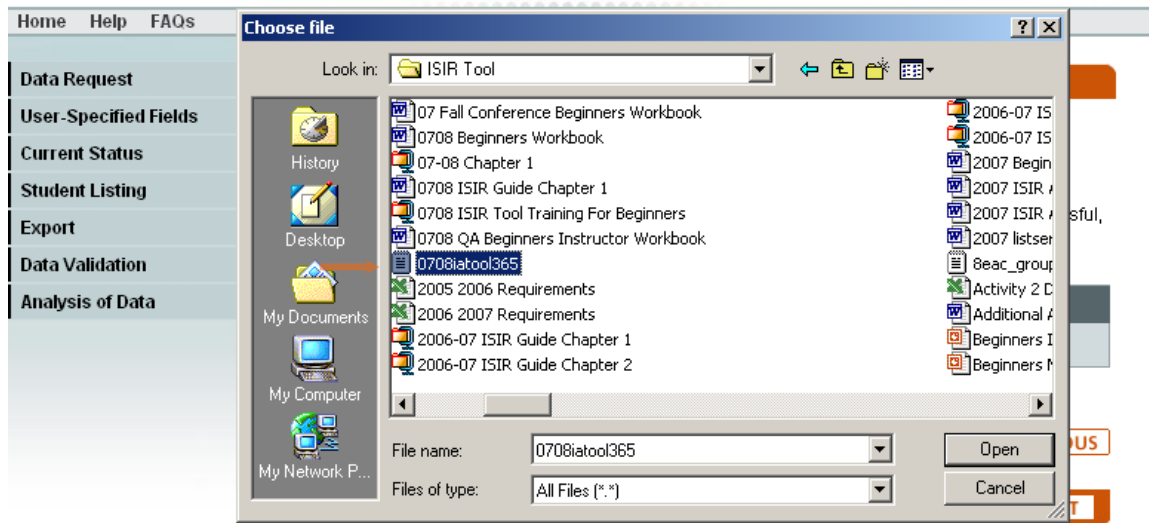 Home Help FAQs
Data Request
User-Specified Fields
Current Status
Student Listing
Export
Data Validation
Analysis of Data
Choose file
Look in: ISIR Tool
History
Desktop
My Documents
My Computer
My Network P...
07 Fall Conference Beginners Workbook
0708 Beginners Workbook
07-08 Chapter 1
0708 ISIR Guide Chapter 1
0708 ISIR Tool Training For Beginners
0708 QA Beginners Instructor Workbook
0708iatool365
2005 2006 Requirements
2006 2007 Requirements
2006-07 ISIR Guide Chapter 1
2006-07 ISIR Guide Chapter 2
2006-07 IS
2006-07 IS
2007 Begin
2007 ISIR
2007 ISIR
2007 listser
8eac_group
Activity 2 D
Additional
Beginners I
Beginners
File name: 0708iatool365 Open
Files of type: All Files (*.*) Cancel
sful,
OUS
T